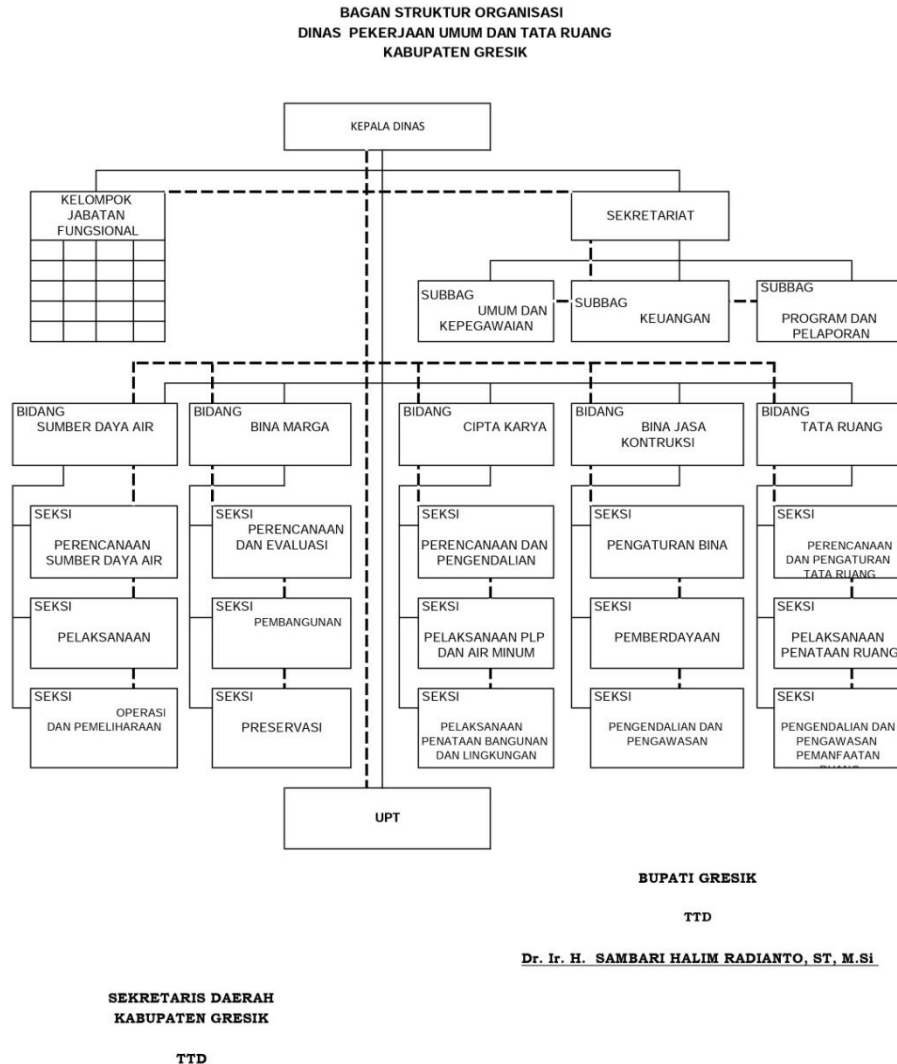 BAGAN STRUKTUR ORGANISASI
DINAS PEKERJAAN UMUM DAN TATA RUANG
KABUPATEN GRESIK
KEPALA DINAS
KELOMPOK
JABATAN
FUNGSIONAL
SEKRETARIAT
SUBBAG
UMUM DAN
KEPEGAWAIAN
SUBBAG
KEUANGAN
SUBBAG
PROGRAM DAN
PELAPORAN
BIDANG
SUMBER DAYA AIR
BIDANG
BINA MARGA
BIDANG
CIPTA KARYA
BIDANG
BINA JASA
KONTRUKSI
BIDANG
TATA RUANG
SEKSI
PERENCANAAN
SUMBER DAYA AIR
SEKSI
PERENCANAAN
DAN EVALUASI
SEKSI
PERENCANAAN DAN
PENGENDALIAN
SEKSI
PENGATURAN BINA
SEKSI
PERENCANAAN
DAN PENGATURAN
TATA RUANG
SEKSI
PELAKSANAAN
SEKSI
PEMBANGUNAN
SEKSI
PELAKSANAAN PLP
DAN AIR MINUM
SEKSI
PEMBERDAYAAN
SEKSI
PELAKSANAAN
PENATAAN RUANG
SEKSI
OPERASI
DAN PEMELIHARAAN
SEKSI
PRESERVASI
SEKSI
PELAKSANAAN
PENATAAN BANGUNAN
DAN LINGKUNGAN
SEKSI
PENGENDALIAN DAN
PENGAWASAN
SEKSI
PENGENDALIAN DAN
PENGAWASAN
PEMANFAATAN
UPT
BUPATI GRESIK
TTD
Dr. Ir. H. SAMBARI HALIM RADIANTO, ST, M.Si
SEKRETARIS DAERAH
KABUPATEN GRESIK
TTD